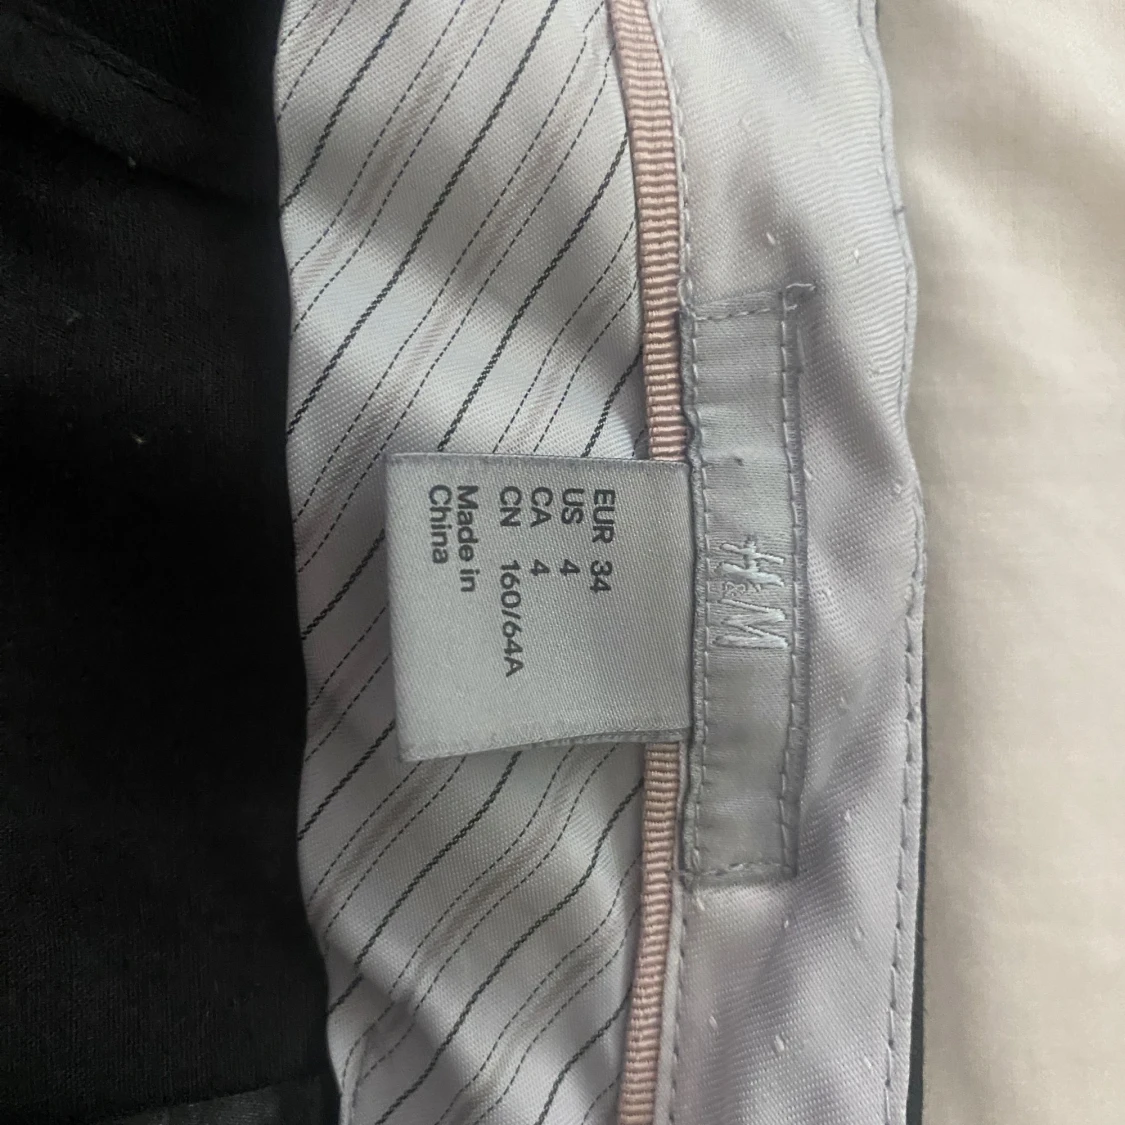 H&M
EUR 34
US 4
CA 4
CN 160/64A
Made in
China